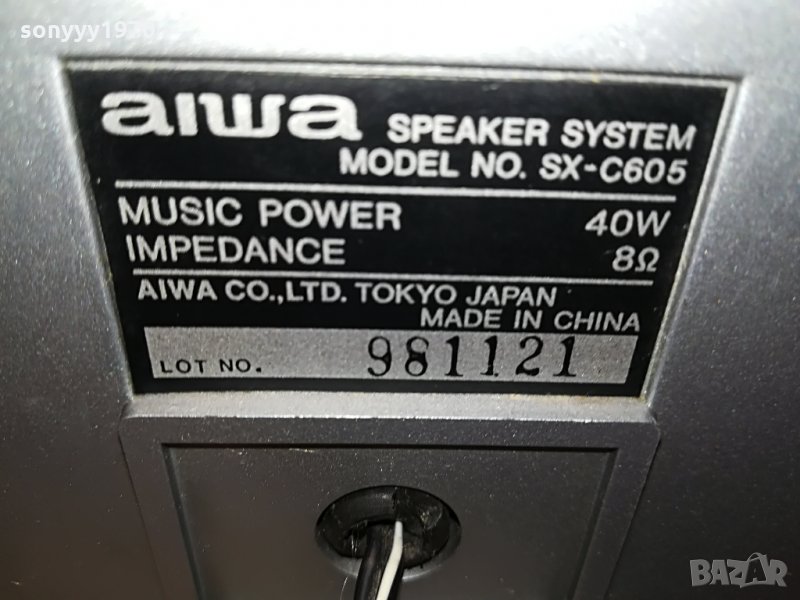 aiwa SPEAKER SYSTEM
MODEL NO. SX-C605
MUSIC POWER 40W
IMPEDANCE 8Ω
AIWA CO.,LTD. TOKYO JAPAN
MADE IN CHINA
LOT NO. 981121
BAZAR